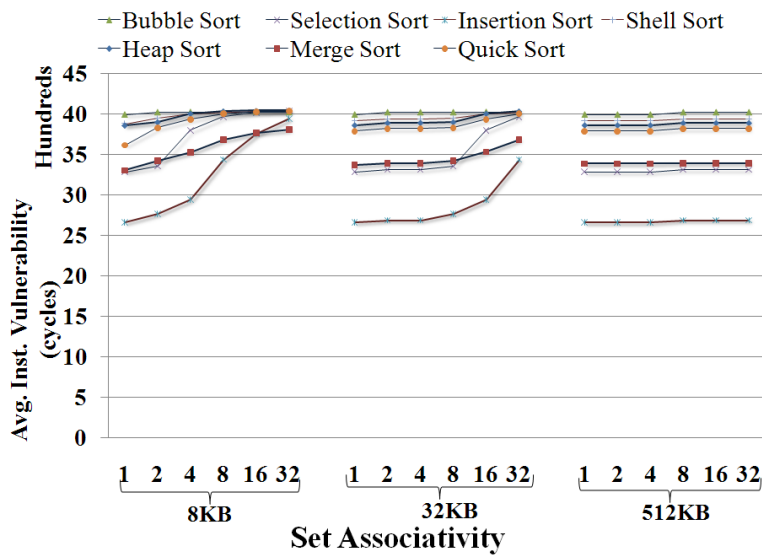 Bubble Sort Selection Sort Insertion Sort Shell Sort
Heap Sort Merge Sort Quick Sort
Avg. Inst. Vulnerability
(cycles)
Hundreds
45
40
35
30
25
20
15
10
5
0
1 2 4 8 16 32 1 2 4 8 16 32 1 2 4 8 16 32
8KB 32KB 512KB
Set Associativity